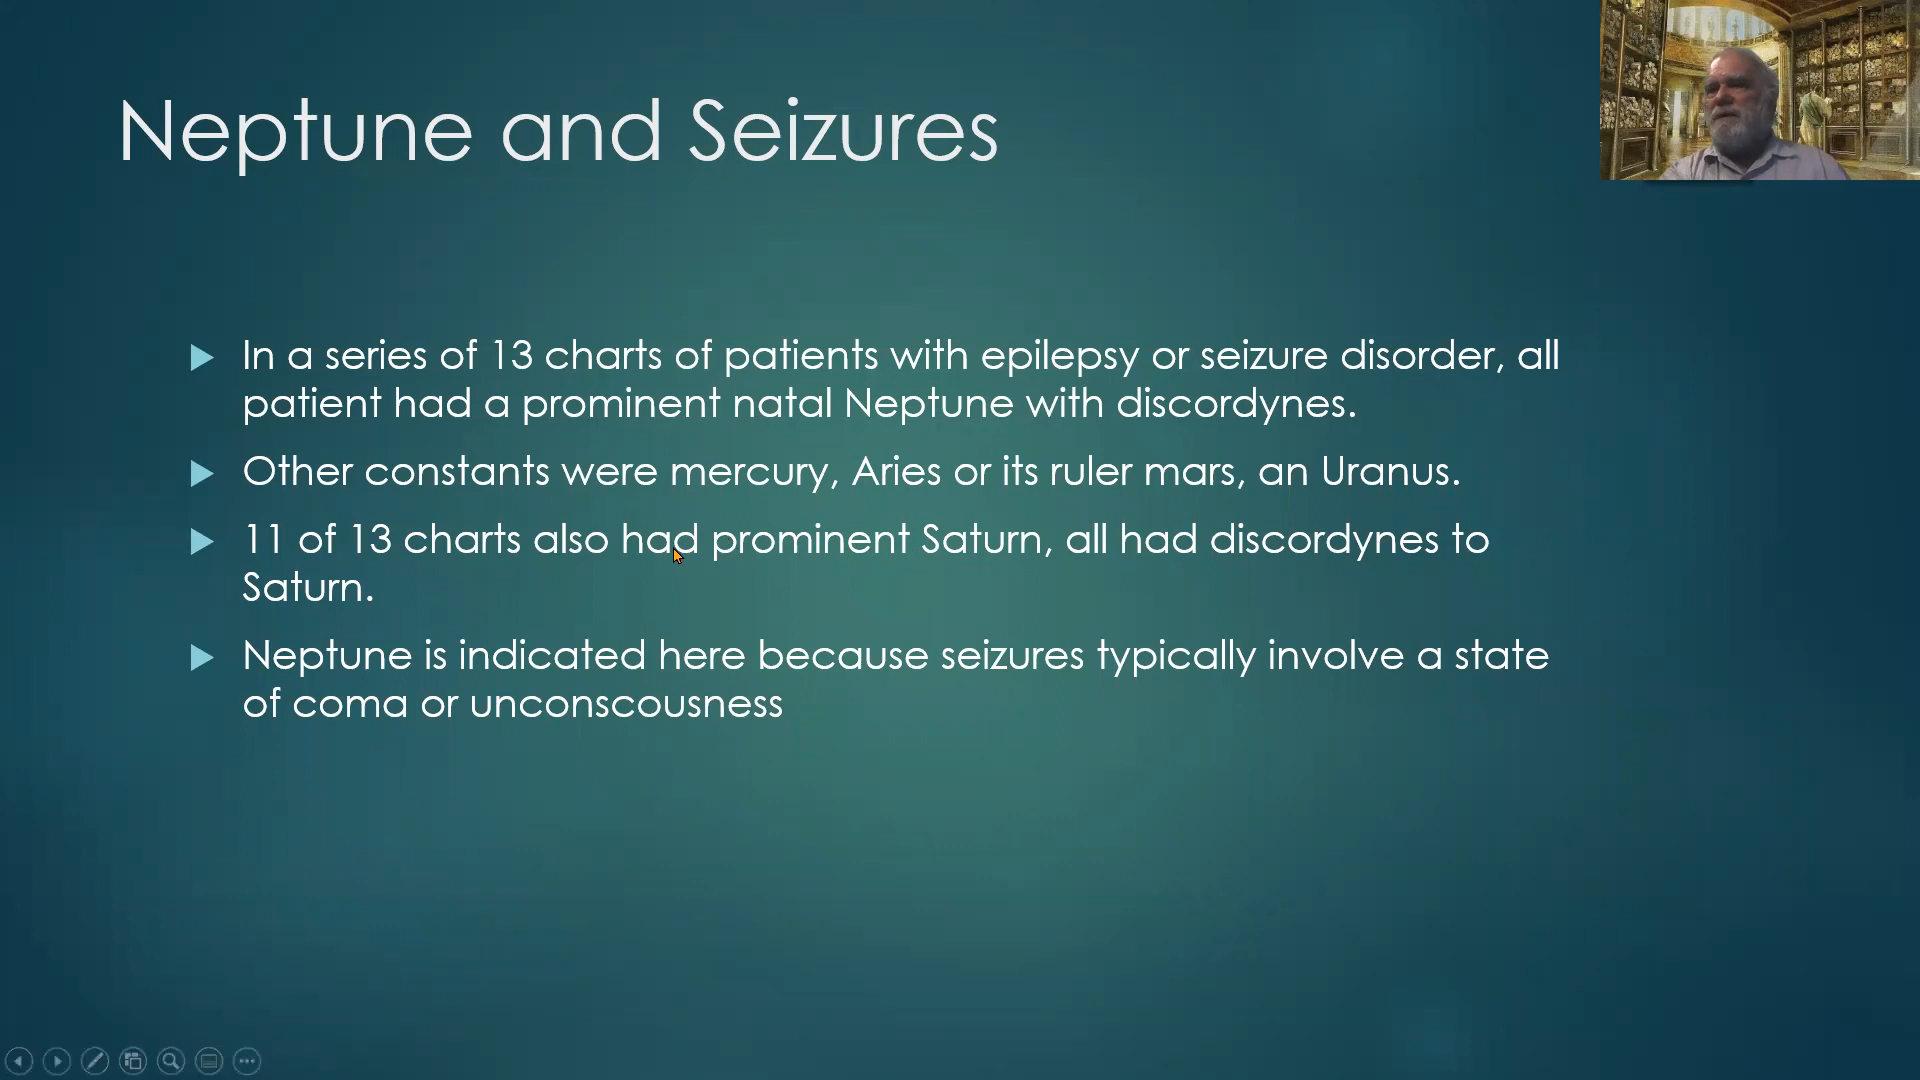 Neptune and Seizures
In a series of 13 charts of patients with epilepsy or seizure disorder, all
patient had a prominent natal Neptune with discordynes.
Other constants were mercury, Aries or its ruler mars, an Uranus.
11 of 13 charts also had prominent Saturn, all had discordynes to
Saturn.
Neptune is indicated here because seizures typically involve a state
of coma or unconscousness